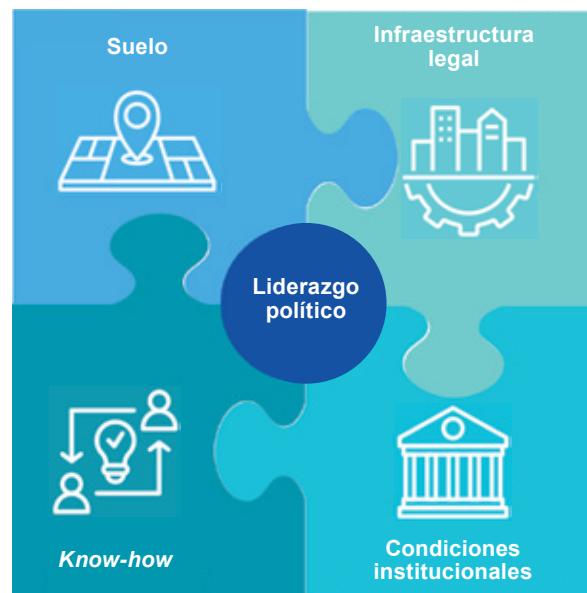 Suelo
Infraestructura
legal
Liderazgo
político
Know-how
Condiciones
institucionales